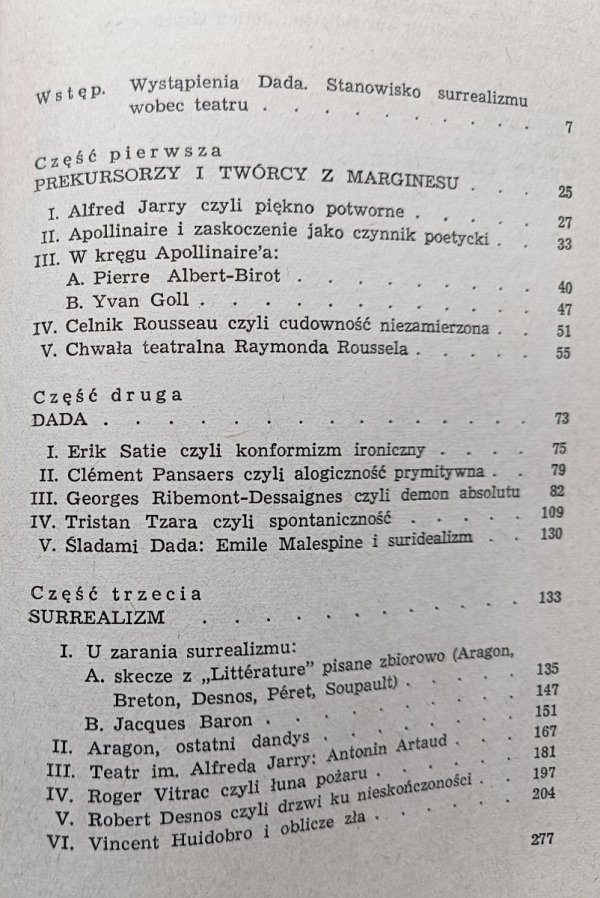 Wstęp. Wystąpienia Dada. Stanowisko surrealizmu
wobec teatru . . . . . . . . . . 7
Część pierwsza
PREKURSORZY I TWÓRCY Z MARGINESU . . . 25
I. Alfred Jarry czyli piękno potworne . . . . . 27
II. Apollinaire i zaskoczenie jako czynnik poetycki . . 33
III. W kręgu Apollinaire'a:
A. Pierre Albert-Birot . . . . . . . . . 40
B. Yvan Goll . . . . . . . . . . . . 47
IV. Celnik Rousseau czyli cudowność niezamierzona . . 51
V. Chwała teatralna Raymonda Roussela . . . . . 55
Część druga
DADA . . . . . . . . . . . . . . . . 73
I. Erik Satie czyli konformizm ironiczny . . . . 75
II. Clément Pansaers czyli alogiczność prymitywna . . 79
III. Georges Ribemont-Dessaignes czyli demon absolutu 82
IV. Tristan Tzara czyli spontaniczność . . . . . 109
V. Śladami Dada: Emile Malespine i suridealizm . . 130
Część trzecia
SURREALIZM . . . . . . . . . . . . 133
I. U zarania surrealizmu:
A. skecze z „Littérature” pisane zbiorowo (Aragon, 135
Breton, Desnos, Péret, Soupault) . . . . . 147
B. Jacques Baron . . . . . . . . . . 151
II. Aragon, ostatni dandys . . . . . . . . 167
III. Teatr im. Alfreda Jarry: Antonin Artaud . . . 181
IV. Roger Vitrac czyli łuna pożaru . . . . . . 197
V. Robert Desnos czyli drzwi ku nieskończoności . . 204
VI. Vincent Huidobro i oblicze zła . . . . . . 277